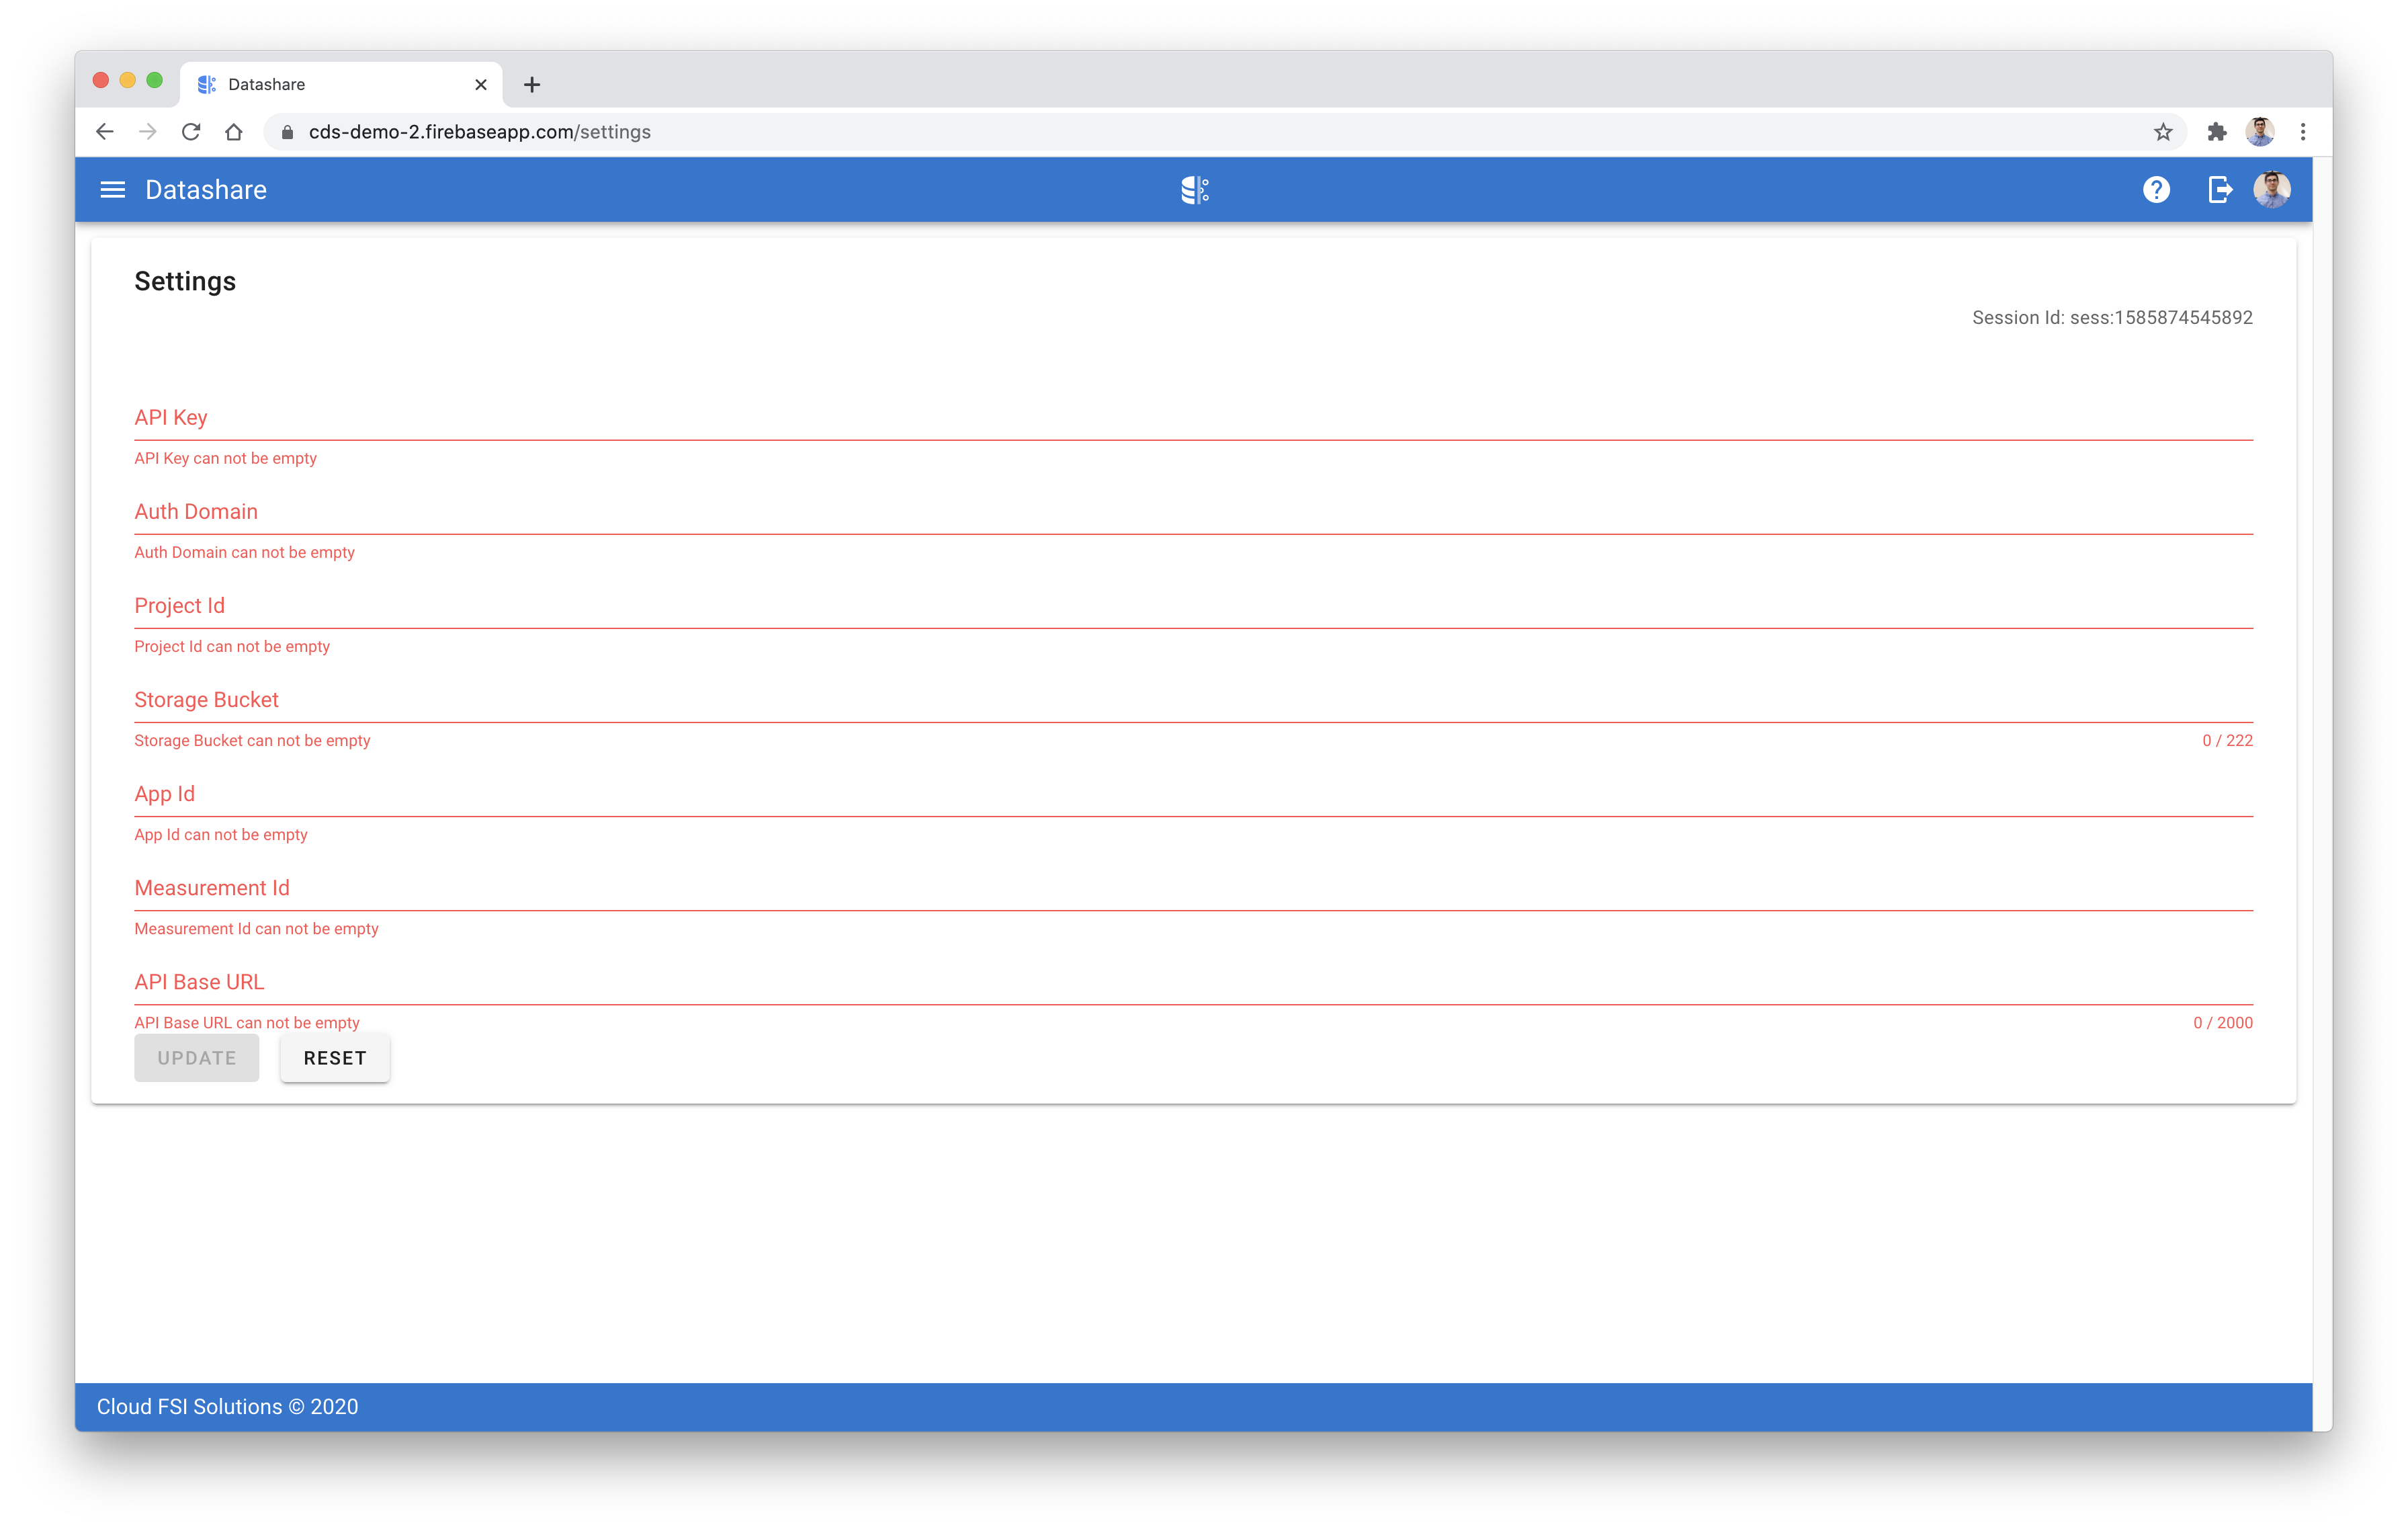 Datashare
cds-demo-2.firebaseapp.com/settings
Datashare
Settings
Session Id: sess:1585874545892
API Key
API Key can not be empty
Auth Domain
Auth Domain can not be empty
Project Id
Project Id can not be empty
Storage Bucket
Storage Bucket can not be empty 0 / 222
App Id
App Id can not be empty
Measurement Id
Measurement Id can not be empty
API Base URL
API Base URL can not be empty 0 / 2000
UPDATE RESET
Cloud FSI Solutions © 2020